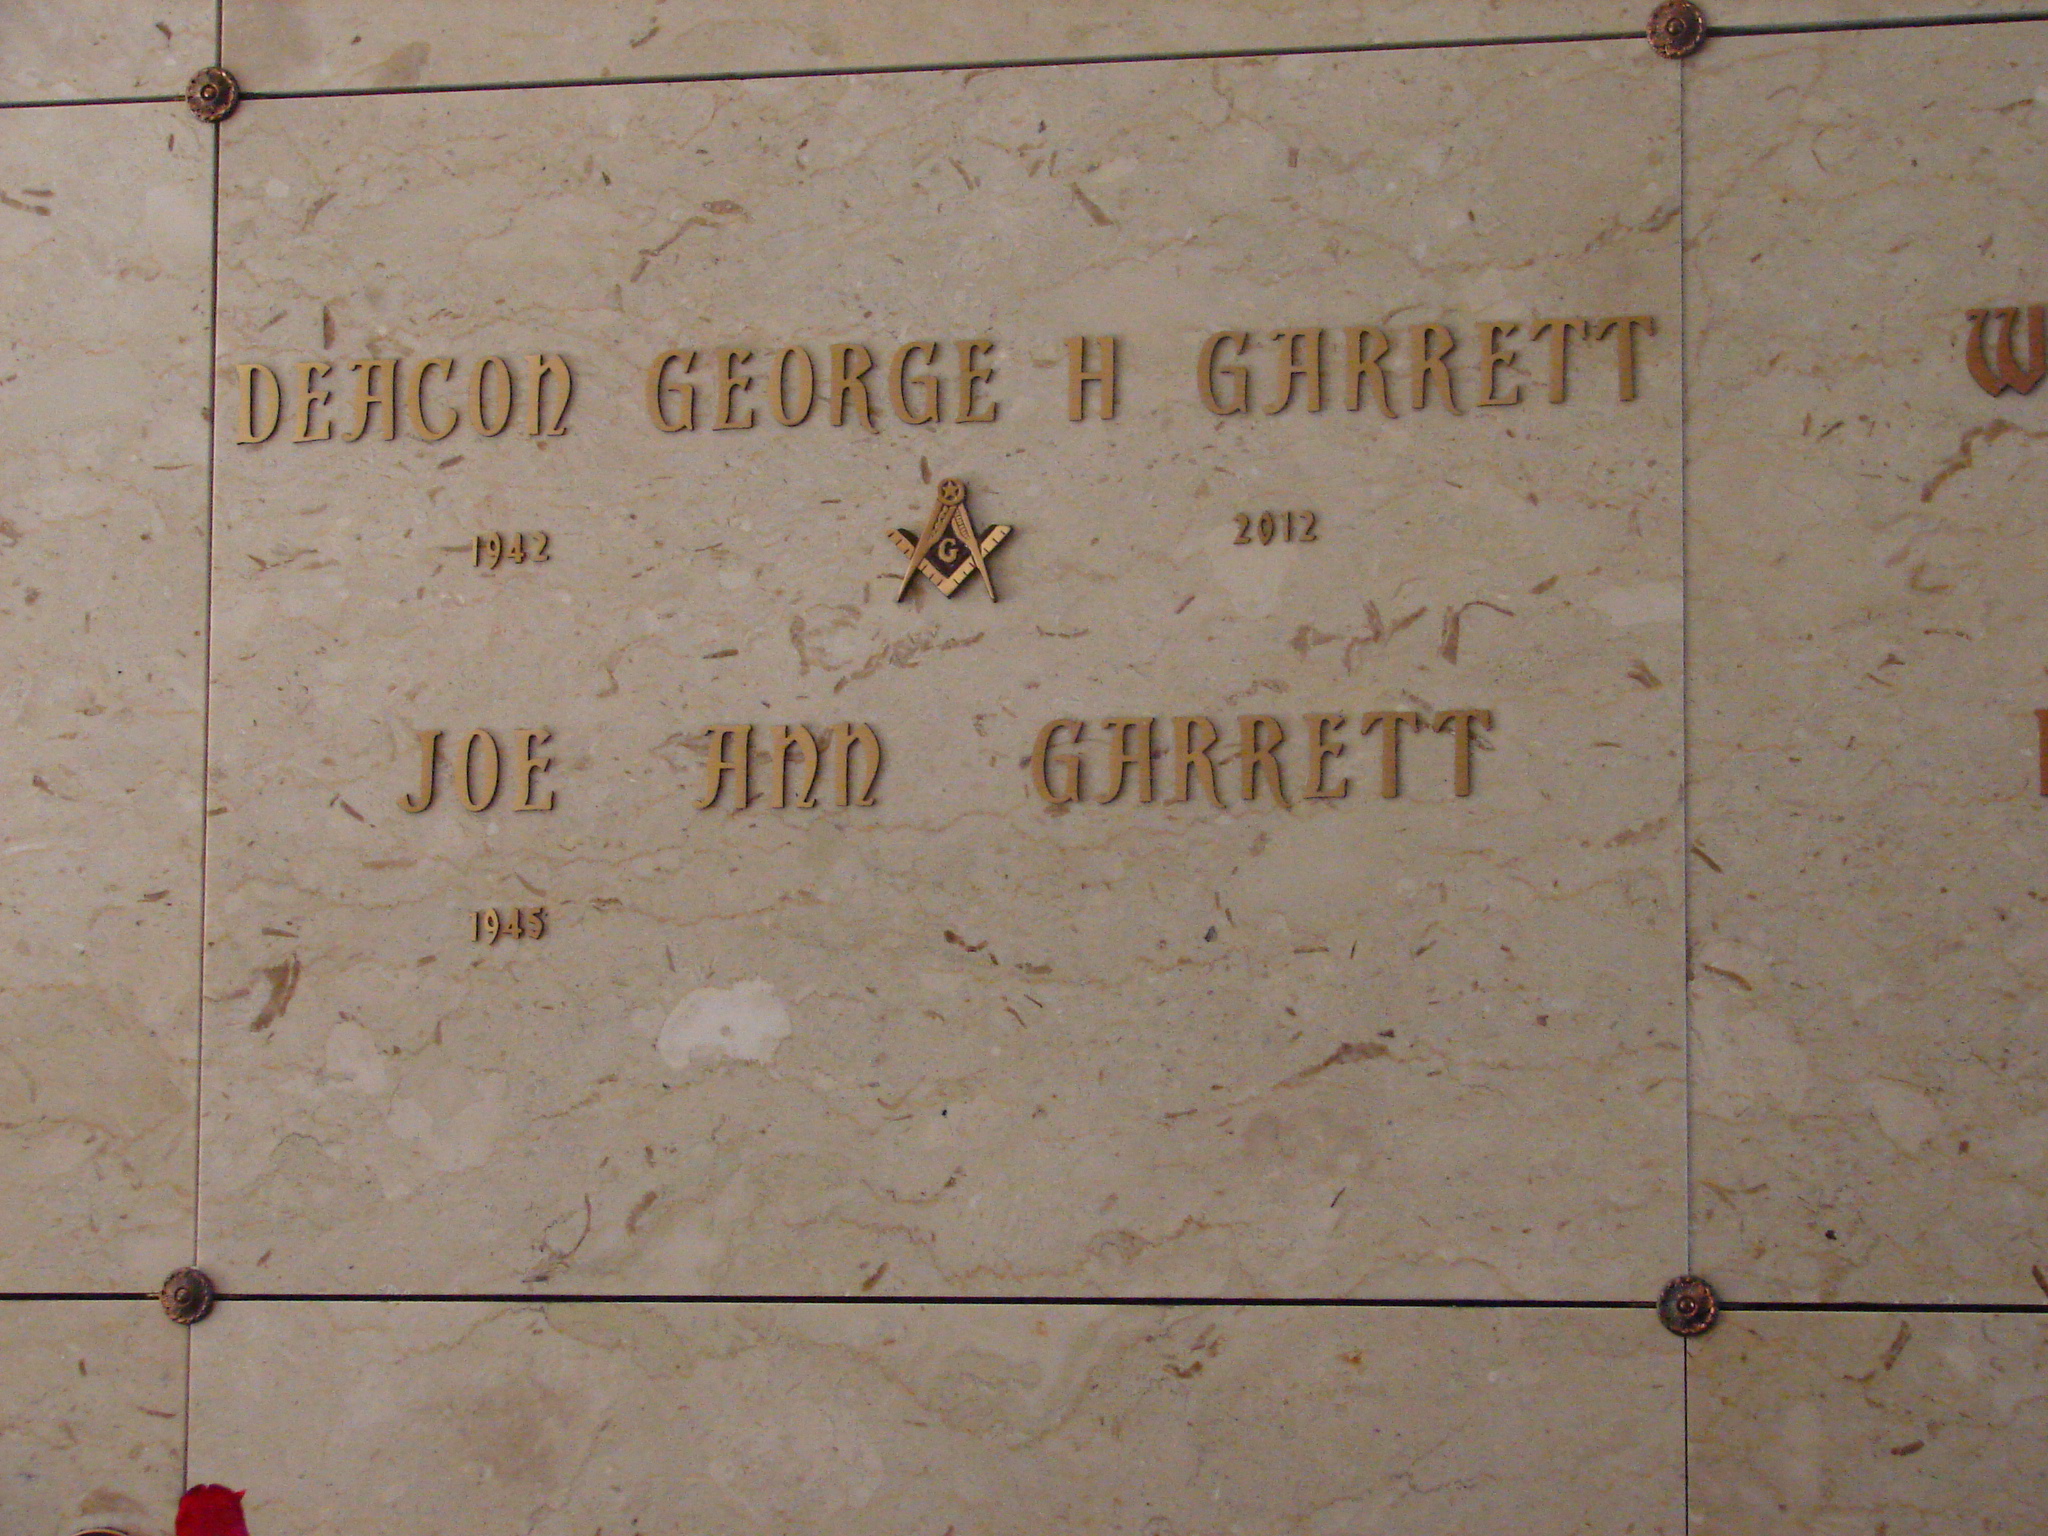 DEACON GEORGE H GARRETT
1942 G 2012
JOE ANN GARRETT
1945
W